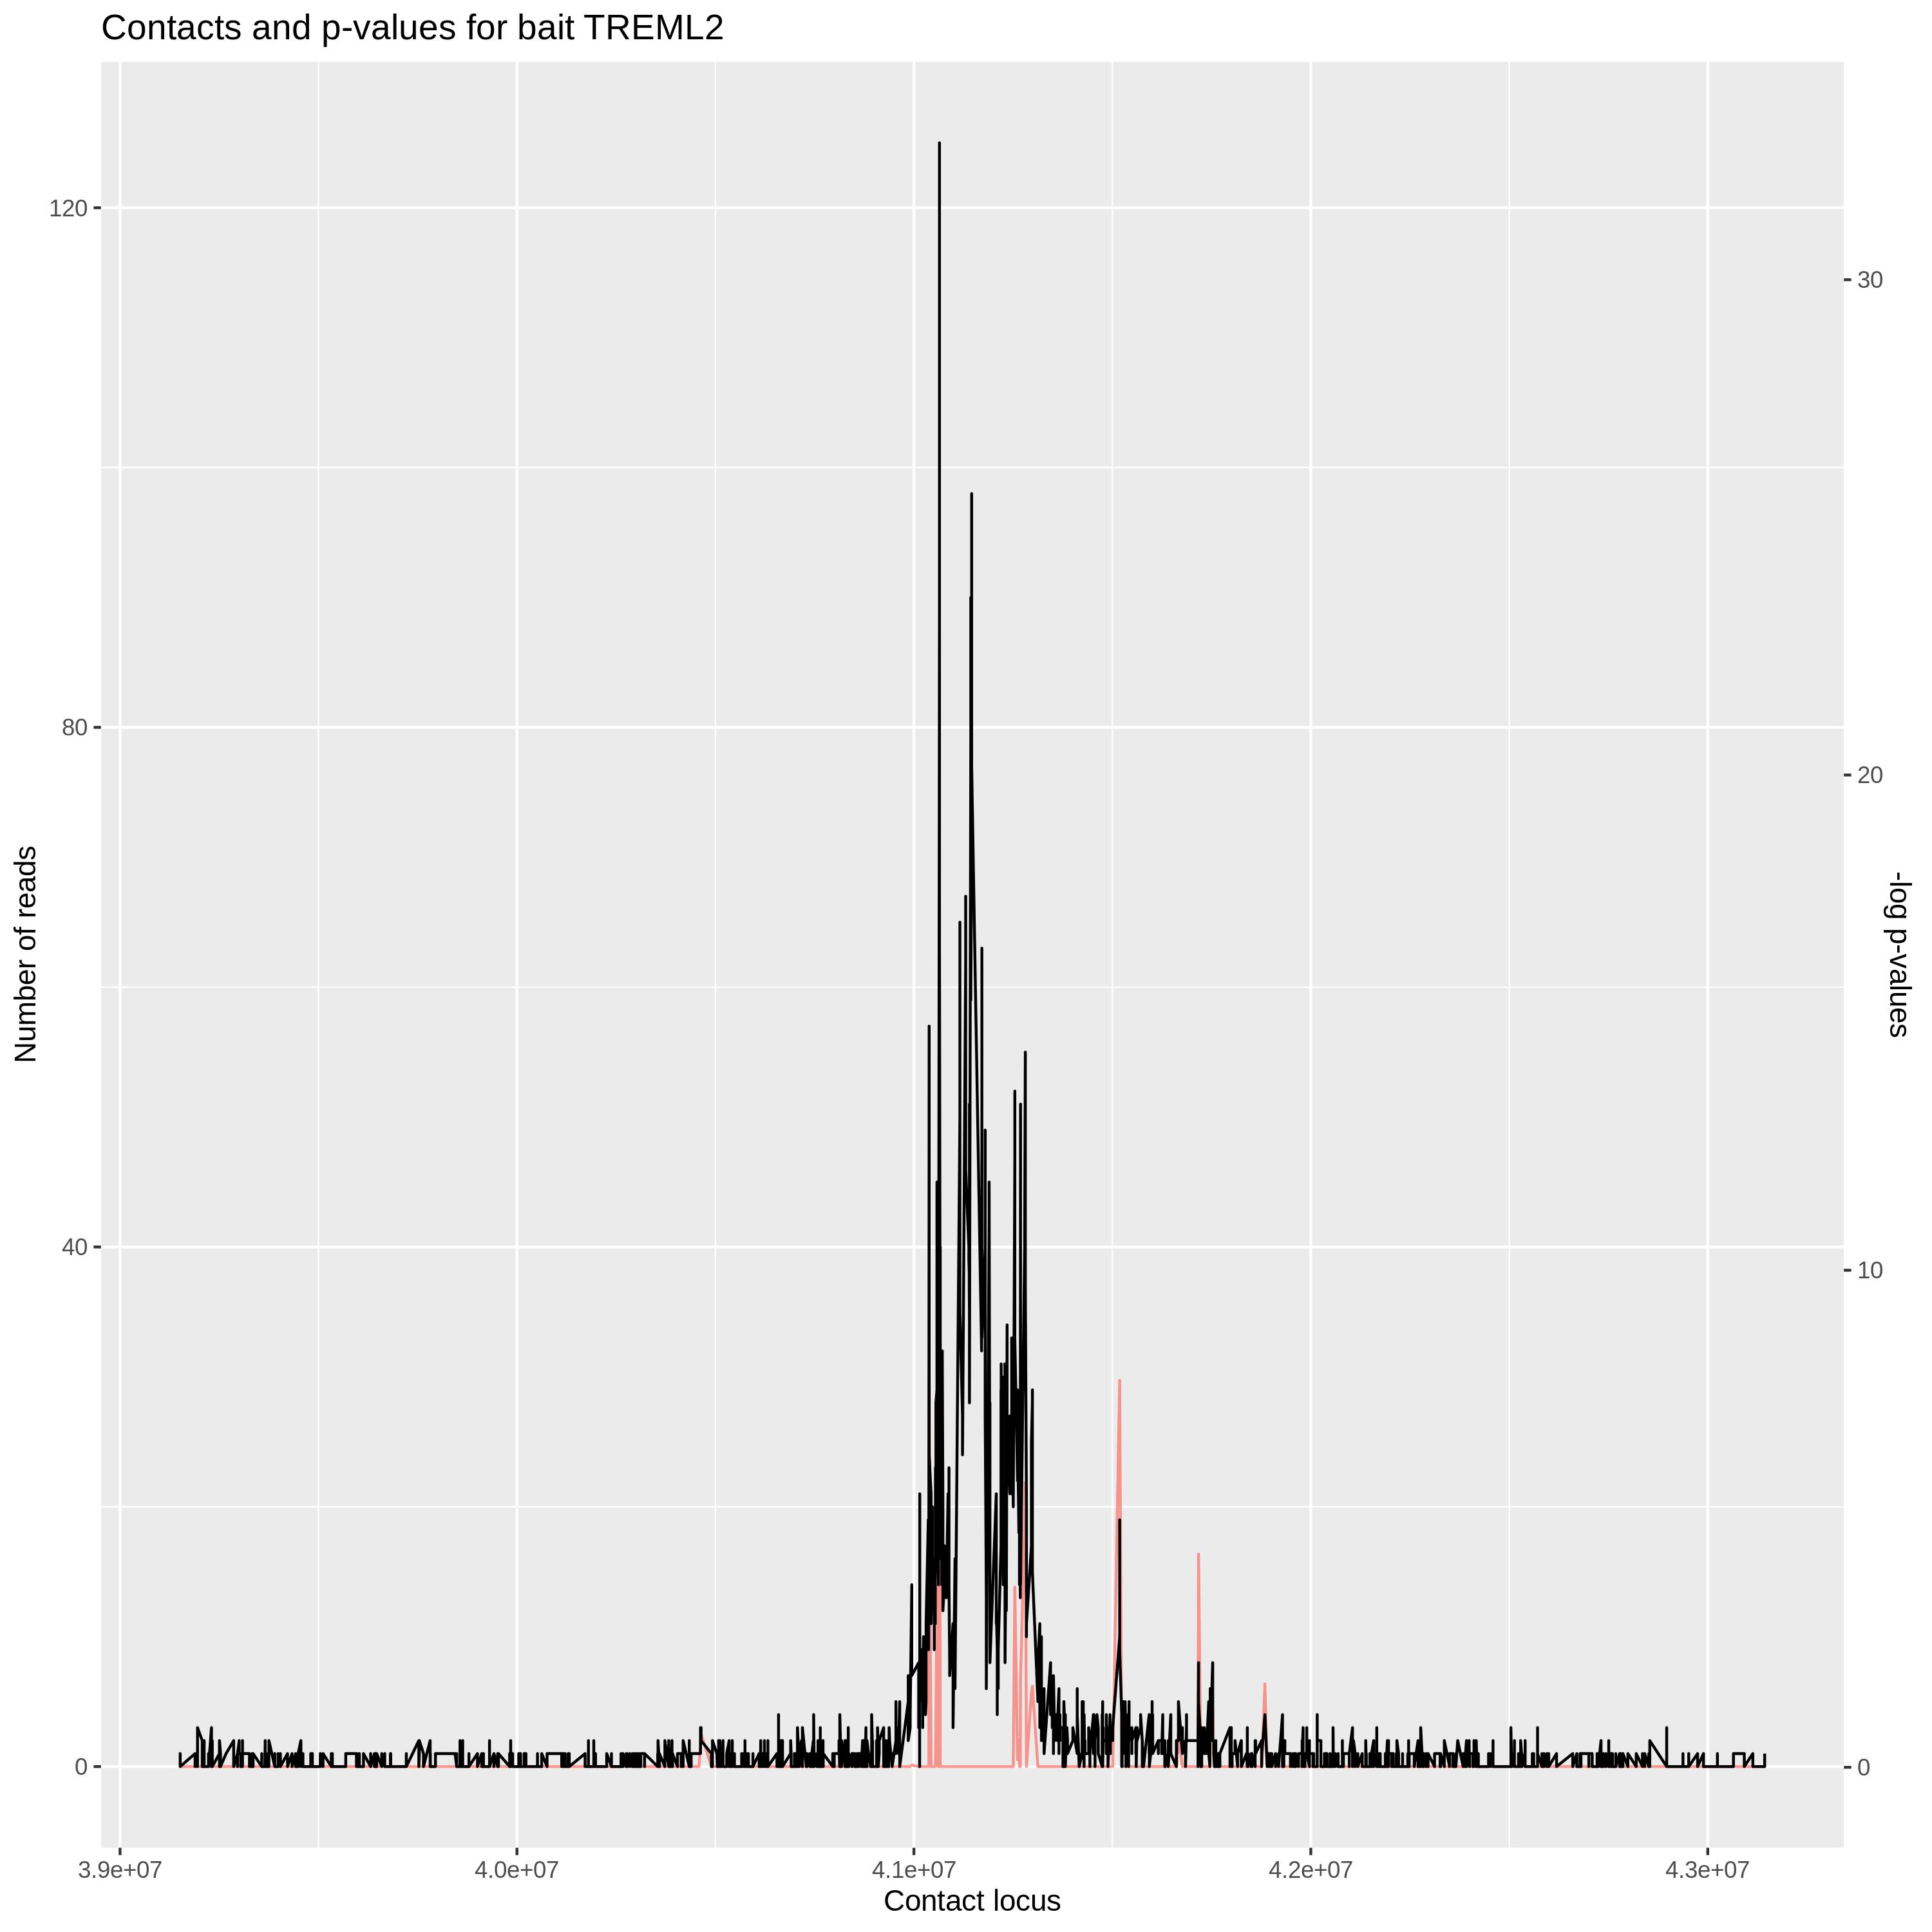 Contacts and p-values for bait TREML2
120
80
40
0
Number of reads
30
20
10
0
-log p-values
3.9e+07
4.0e+07
4.1e+07
4.2e+07
4.3e+07
Contact locus